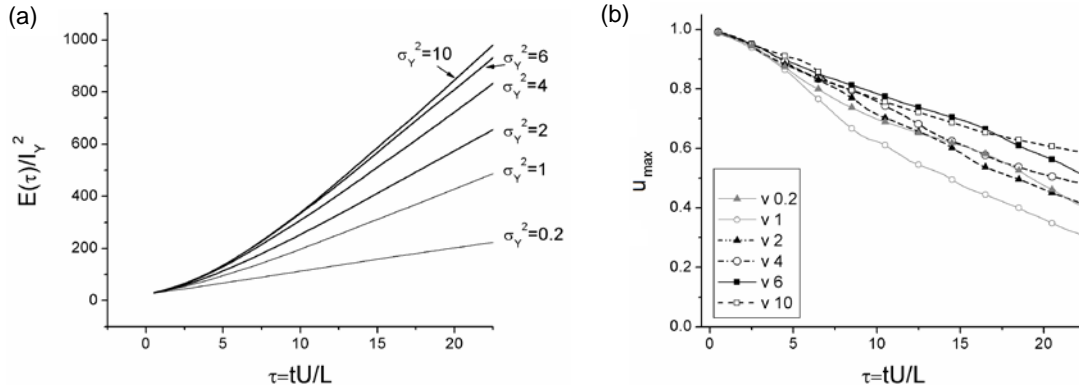 (a)
E(τ)/I_Y^2
1000
800
600
400
200
0
0 5 10 15 20
τ=tU/L
σ_Y^2=10
σ_Y^2=6
σ_Y^2=4
σ_Y^2=2
σ_Y^2=1
σ_Y^2=0.2
(b)
u_max
1.0
0.8
0.6
0.4
0.2
0.0
0 5 10 15 20
τ=tU/L
v 0.2
v 1
v 2
v 4
v 6
v 10